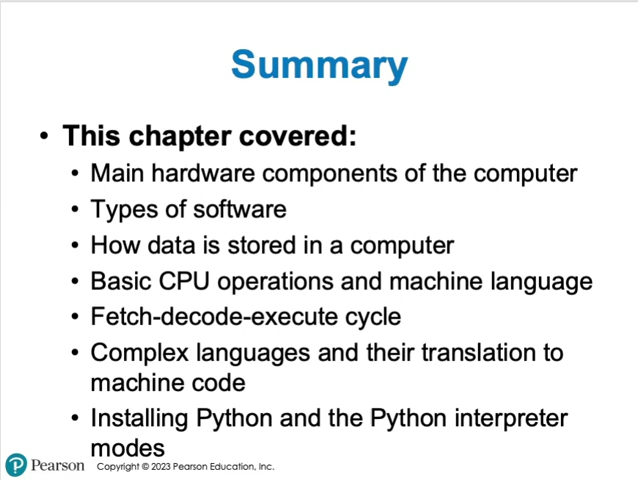 Summary
• This chapter covered:
• Main hardware components of the computer
• Types of software
• How data is stored in a computer
• Basic CPU operations and machine language
• Fetch-decode-execute cycle
• Complex languages and their translation to
machine code
• Installing Python and the Python interpreter
modes
P Pearson Copyright © 2023 Pearson Education, Inc.